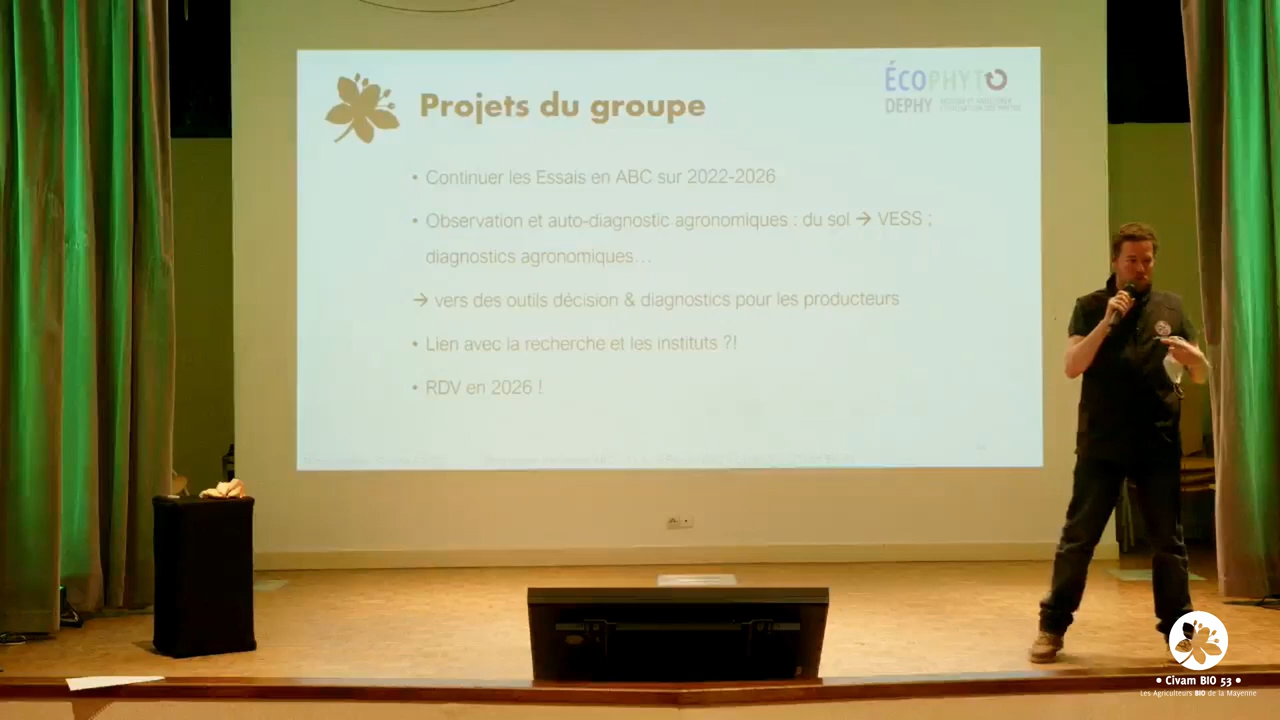 Projets du groupe
ÉCOPHYTO
DEPHY
• Continuer les Essais en ABC sur 2022-2026
• Observation et auto-diagnostic agronomiques : du sol → VESS ;
diagnostics agronomiques…
→ vers des outils décision & diagnostics pour les producteurs
• Lien avec la recherche et les instituts ?!
• RDV en 2026 !
• Civam BIO 53 •
Les Agriculteurs BIO de la Mayenne